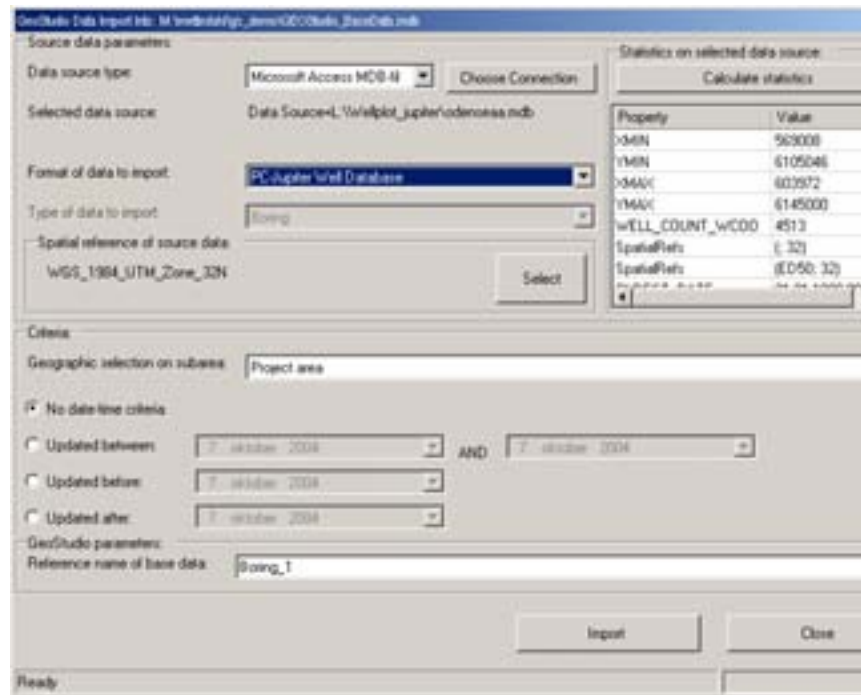 GeoStudio Data Import
Source data parameters
Data source type:
Microsoft Access MDB-fil
Choose Connection
Selected data source:
Data Source=L:\Wellplot_jupiter\odenseaa.mdb
Format of data to import:
PC-Jupiter Well Database
Type of data to import:
Boring
Spatial reference of source data:
WGS_1984_UTM_Zone_32N
Select
Statistics on selected data source:
Calculate statistics
Property Value
XMIN 569000
YMIN 6105046
XMAX 603972
YMAX 6145000
WELL_COUNT_WCOO 4513
SpatialRefs (; 32)
SpatialRefs (ED50; 32)
Criteria
Geographic selection on subarea:
Project area
No date-time criteria
Updated between:
7 oktober 2004
AND
7 oktober 2004
Updated before:
7 oktober 2004
Updated after:
7 oktober 2004
GeoStudio parameters:
Reference name of base data:
Boring_1
Import
Close
Ready